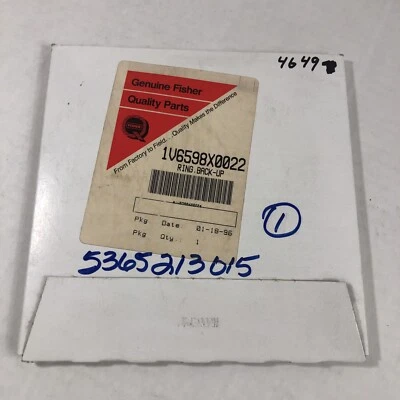 4649
Genuine Fisher
Quality Parts
From Factory to Field... Quality Makes the Difference
1V6598X0022
RING.BACK-UP
Pkg Date 01-18-96
Pkg Qty. 1
1
5365213015